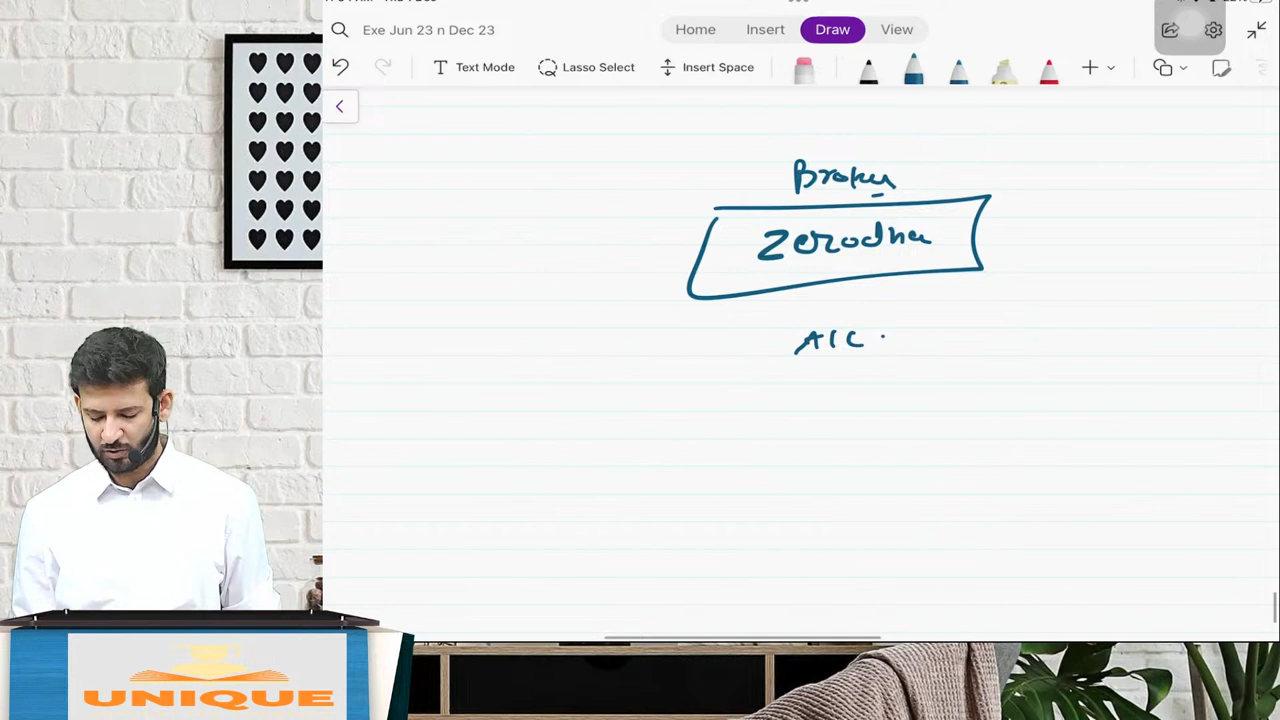 Exe Jun 23 n Dec 23
Home Insert Draw View
Text Mode Lasso Select Insert Space
Broker
Zerodha
A/C
UNIQUE